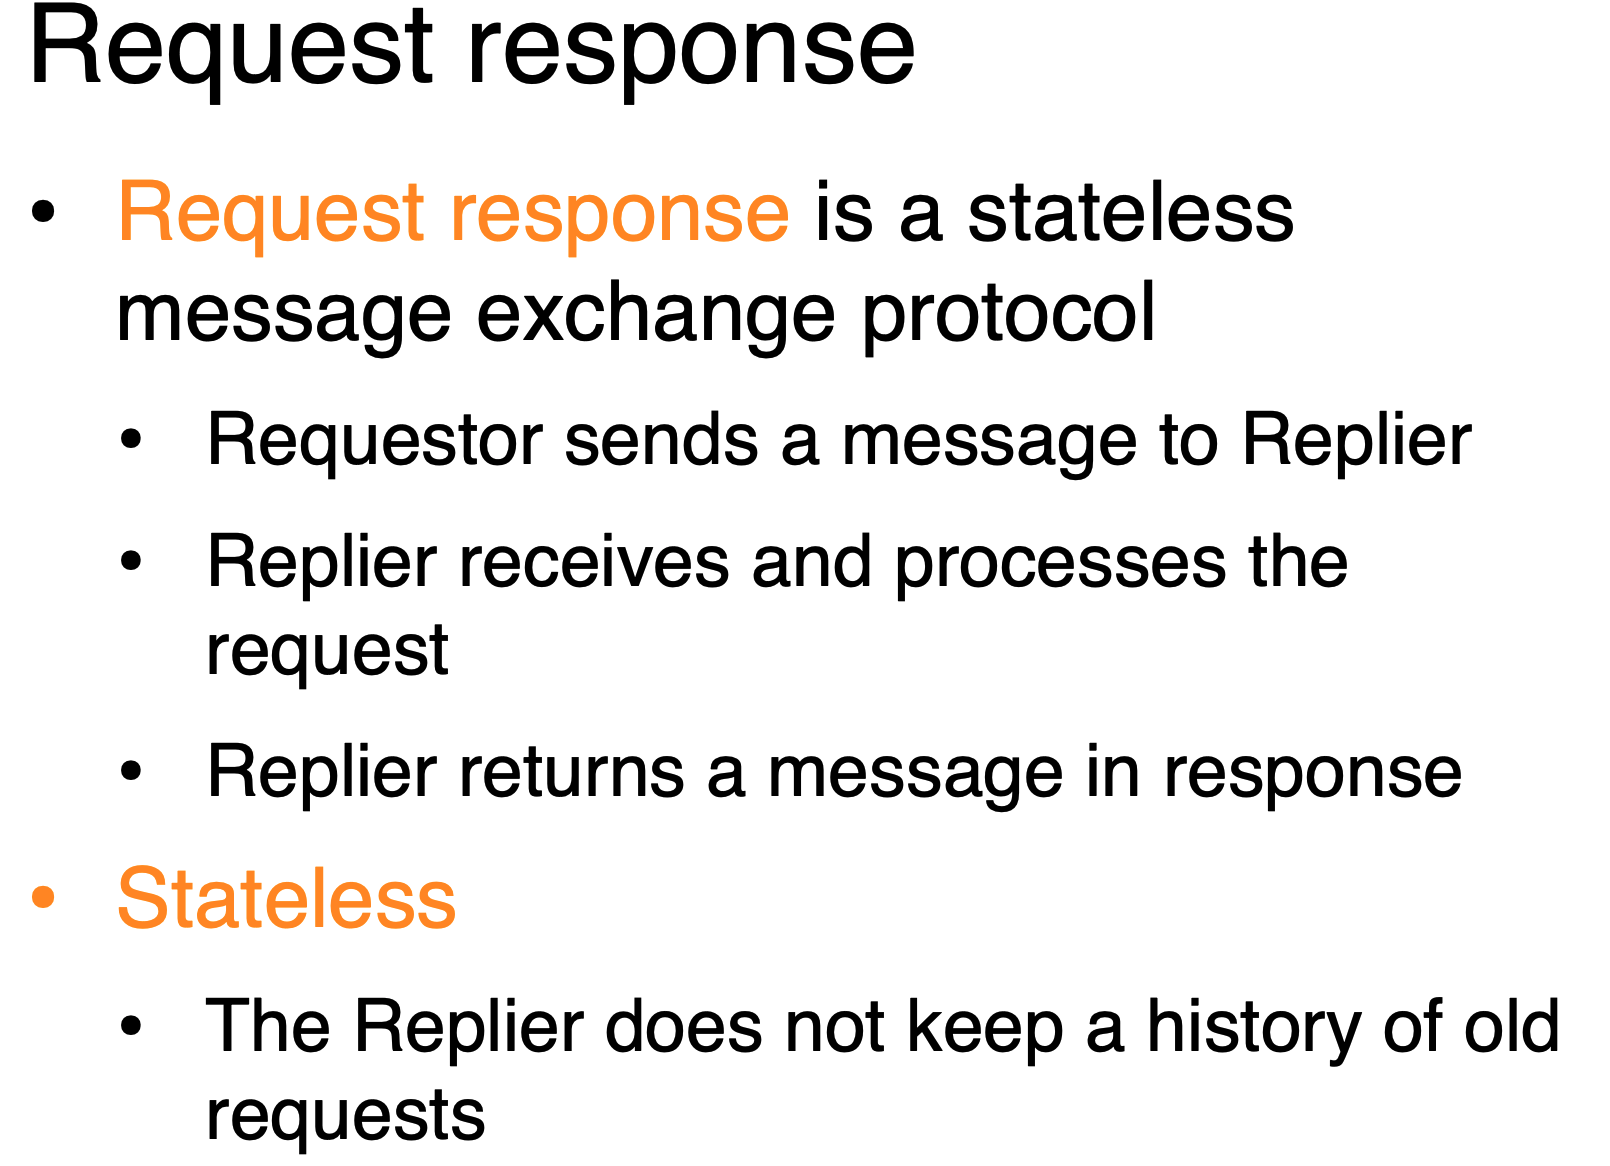 Request response
• Request response is a stateless
message exchange protocol
• Requestor sends a message to Replier
• Replier receives and processes the
request
• Replier returns a message in response
• Stateless
• The Replier does not keep a history of old
requests